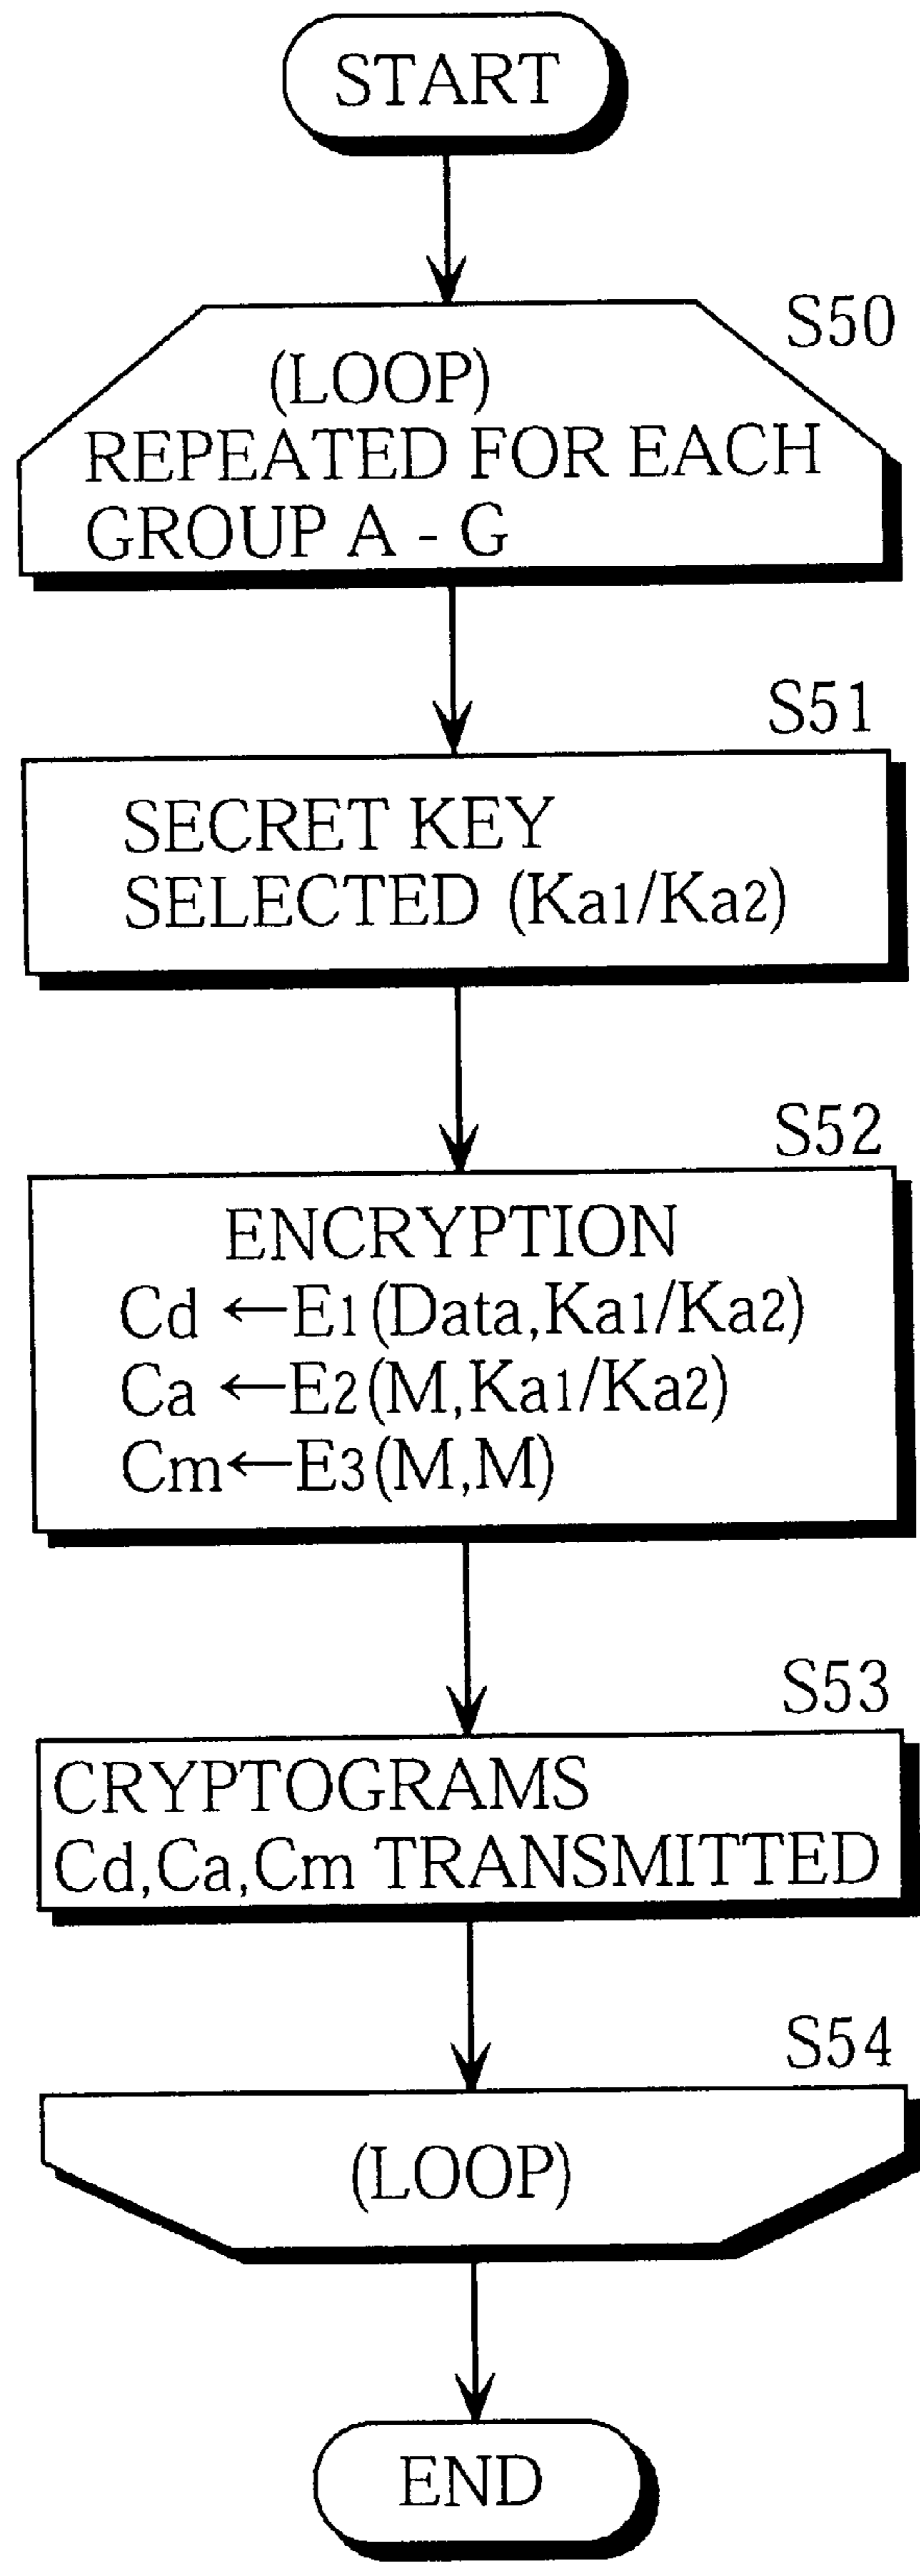 START
S50
(LOOP)
REPEATED FOR EACH
GROUP A - G
S51
SECRET KEY
SELECTED (Ka1/Ka2)
S52
ENCRYPTION
Cd ←E1(Data,Ka1/Ka2)
Ca ←E2(M,Ka1/Ka2)
Cm←E3(M,M)
S53
CRYPTOGRAMS
Cd,Ca,Cm TRANSMITTED
S54
(LOOP)
END